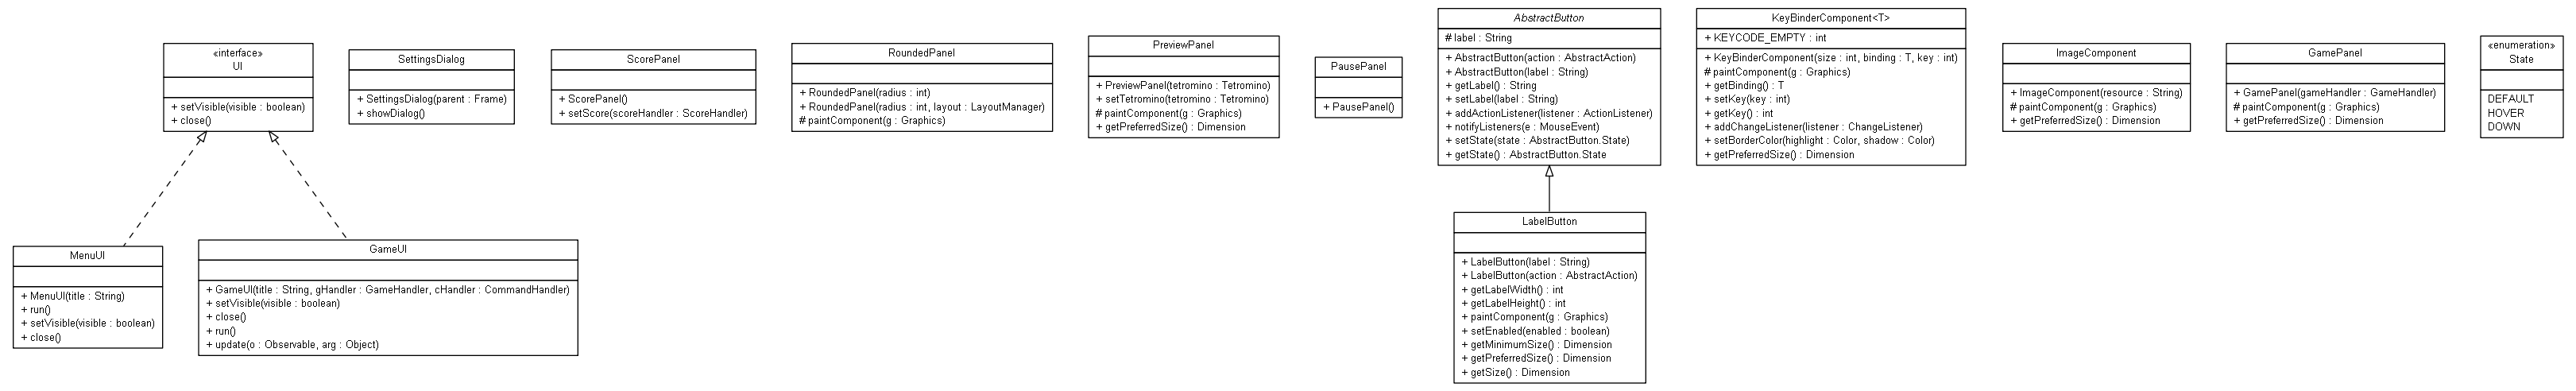 «interface»
UI
+ setVisible(visible : boolean)
+ close()
SettingsDialog
+ SettingsDialog(parent : Frame)
+ showDialog()
ScorePanel
+ ScorePanel()
+ setScore(scoreHandler : ScoreHandler)
RoundedPanel
+ RoundedPanel(radius : int)
+ RoundedPanel(radius : int, layout : LayoutManager)
# paintComponent(g : Graphics)
PreviewPanel
+ PreviewPanel(tetromino : Tetromino)
+ setTetromino(tetromino : Tetromino)
# paintComponent(g : Graphics)
+ getPreferredSize() : Dimension
PausePanel
+ PausePanel()
AbstractButton
# label : String
+ AbstractButton(action : AbstractAction)
+ AbstractButton(label : String)
+ getLabel() : String
+ setLabel(label : String)
+ addActionListener(listener : ActionListener)
+ notifyListeners(e : MouseEvent)
+ setState(state : AbstractButton.State)
+ getState() : AbstractButton.State
KeyBinderComponent<T>
+ KEYCODE_EMPTY : int
+ KeyBinderComponent(size : int, binding : T, key : int)
# paintComponent(g : Graphics)
+ getBinding() : T
+ setKey(key : int)
+ getKey() : int
+ addChangeListener(listener : ChangeListener)
+ setBorderColor(highlight : Color, shadow : Color)
+ getPreferredSize() : Dimension
ImageComponent
+ ImageComponent(resource : String)
# paintComponent(g : Graphics)
+ getPreferredSize() : Dimension
GamePanel
+ GamePanel(gameHandler : GameHandler)
# paintComponent(g : Graphics)
+ getPreferredSize() : Dimension
«enumeration»
State
DEFAULT
HOVER
DOWN
MenuUI
+ MenuUI(title : String)
+ run()
+ setVisible(visible : boolean)
+ close()
GameUI
+ GameUI(title : String, gHandler : GameHandler, cHandler : CommandHandler)
+ setVisible(visible : boolean)
+ close()
+ run()
+ update(o : Observable, arg : Object)
LabelButton
+ LabelButton(label : String)
+ LabelButton(action : AbstractAction)
+ getLabelWidth() : int
+ getLabelHeight() : int
+ paintComponent(g : Graphics)
+ setEnabled(enabled : boolean)
+ getMinimumSize() : Dimension
+ getPreferredSize() : Dimension
+ getSize() : Dimension